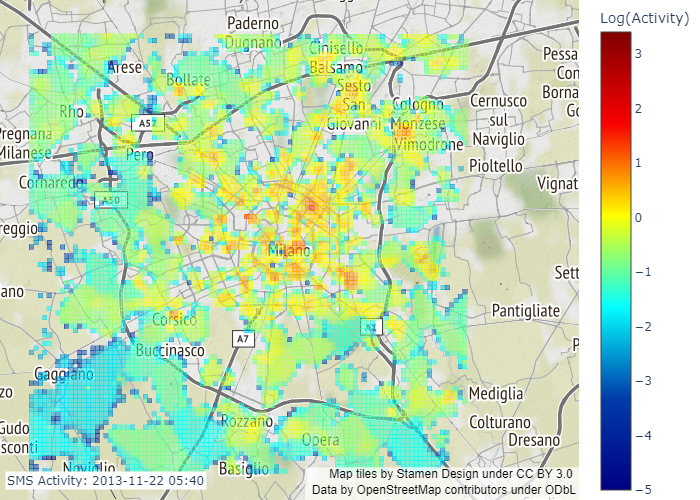 Paderno
Dugnano
Cinisello
Balsamo
Arese
Bollate
Sesto
San
Giovanni
Rho
A52
Cologno
Monzese
Vimodrone
Cernusco
sul
Naviglio
Pessa
Con
Borna
Go
Pregnana
Milanese
Pero
Pioltello
Cornaredo
A50
Vignat
reggio
Milano
Sett
ano
Corsico
A1
Pantigliate
A7
Buccinasco
P
Gaggiano
zo
Mediglia
Gudo
sconti
Rozzano
Opera
Colturano
Dresano
Noviglio
Basiglio
SMS Activity: 2013-11-22 05:40
Map tiles by Stamen Design under CC BY 3.0
Data by OpenStreetMap contributors under ODbL
Log(Activity)
3
2
1
0
−1
−2
−3
−4
−5